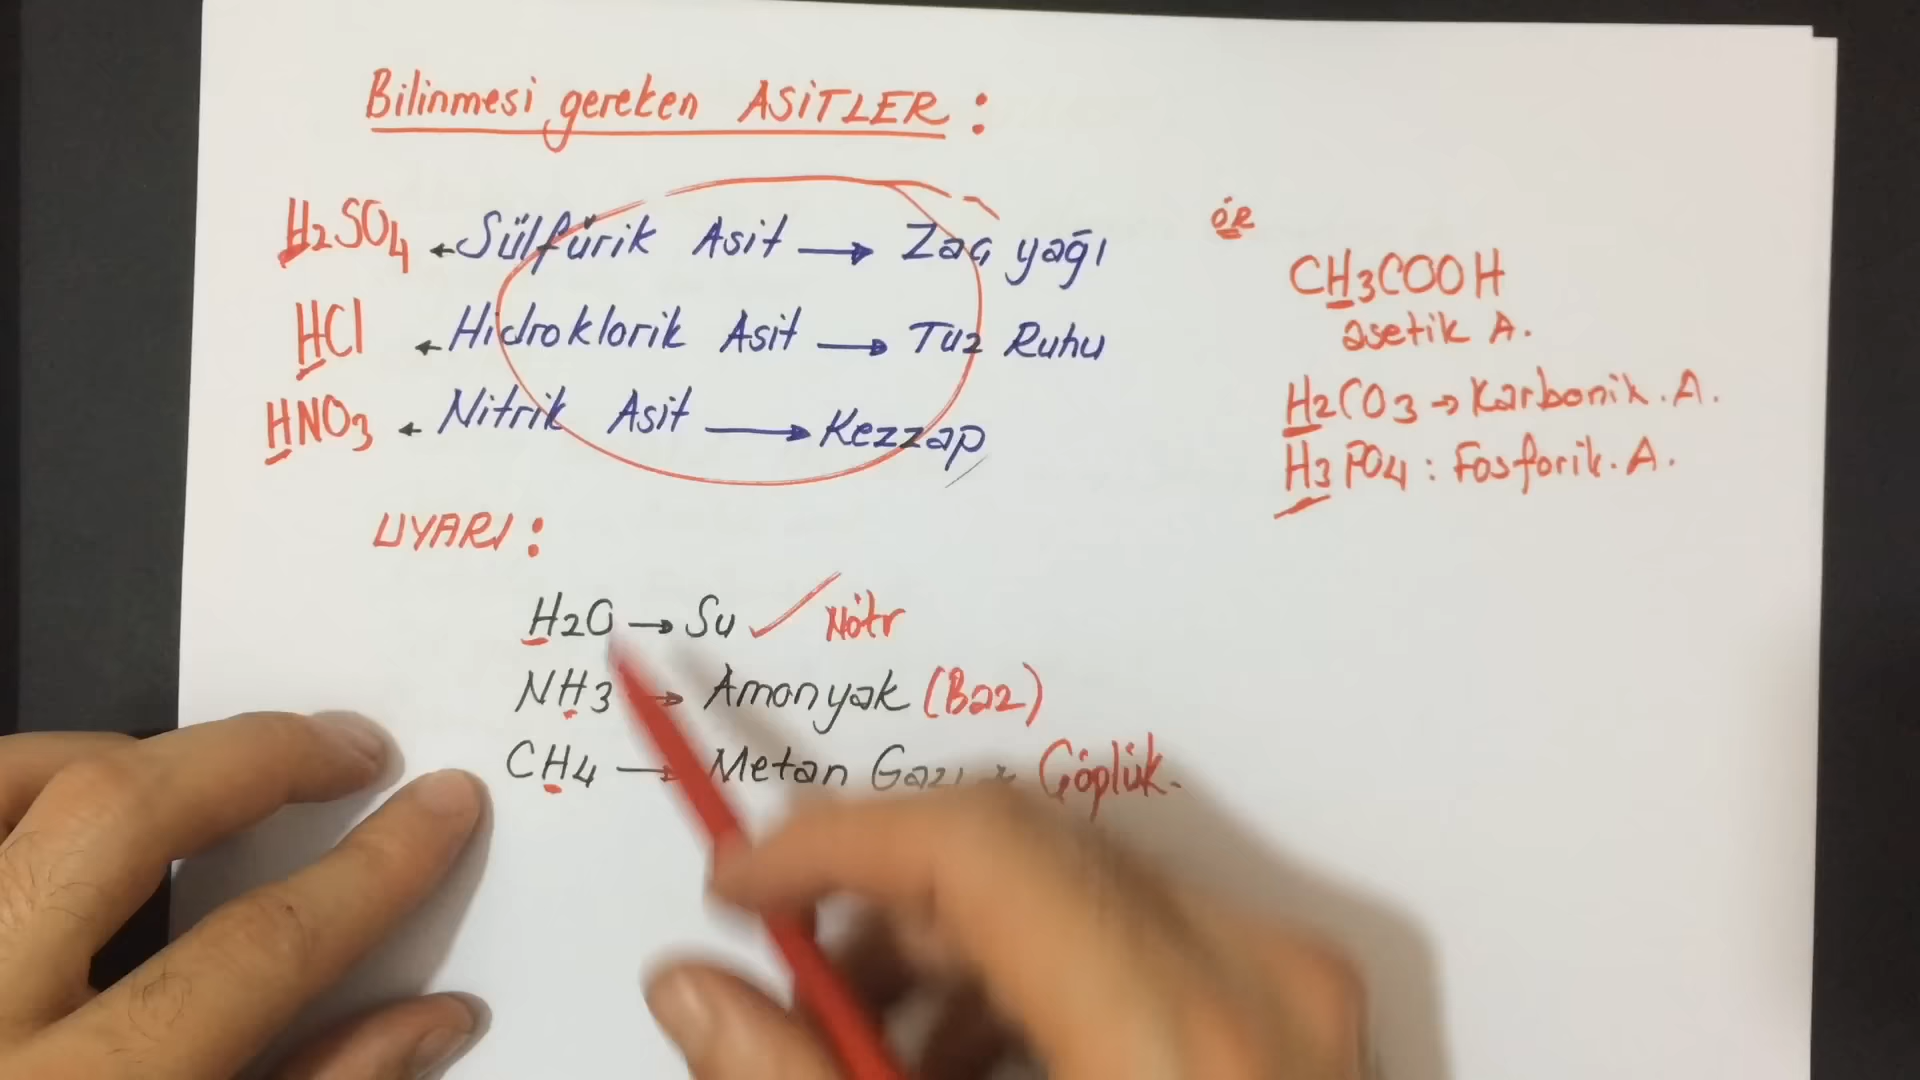 Bilinmesi gereken ASİTLER :
H2SO4 ← Sülfürik Asit → Zaç yağı
HCl ← Hidroklorik Asit → Tuz Ruhu
HNO3 ← Nitrik Asit → Kezzap
ÖR
CH3COOH
asetik A.
H2CO3 → Karbonik. A.
H3PO4 : Fosforik. A.
UYARI :
H2O → Su ✓ Nötr
NH3 → Amonyak (Baz)
CH4 → Metan Gazı Çöplük.